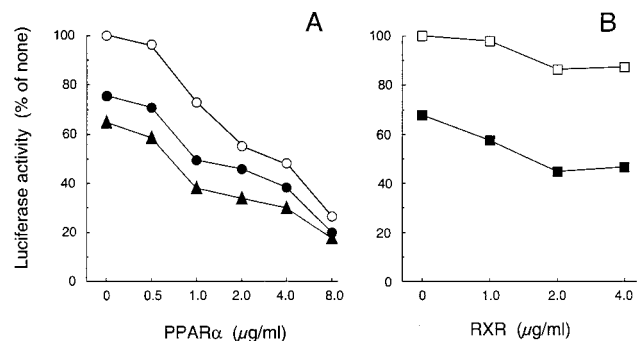 A
B
Luciferase activity (% of none)
100
80
60
40
20
0
0 0.5 1.0 2.0 4.0 8.0
PPARα (µg/ml)
100
80
60
40
20
0
0 1.0 2.0 4.0
RXR (µg/ml)